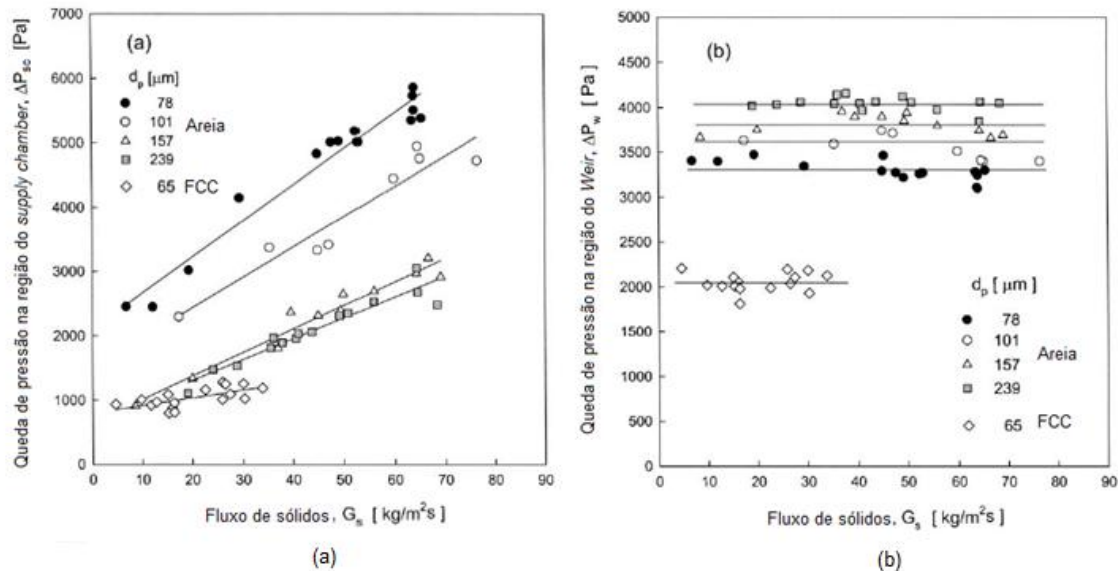 Queda de pressão na região do supply chamber, ΔP_sc [Pa]
7000
6000
5000
4000
3000
2000
1000
0
(a)
d_p [μm]
● 78
○ 101
△ 157
■ 239
Areia
◇ 65 FCC
0 10 20 30 40 50 60 70 80 90
Fluxo de sólidos, G_s [ kg/m²s ]
(a)
Queda de pressão na região do Weir, ΔP_w [ Pa ]
5000
4500
4000
3500
3000
2500
2000
1500
1000
500
0
(b)
d_p [ μm ]
● 78
○ 101
△ 157
■ 239
Areia
◇ 65 FCC
0 10 20 30 40 50 60 70 80 90
Fluxo de sólidos, G_s [ kg/m²s ]
(b)